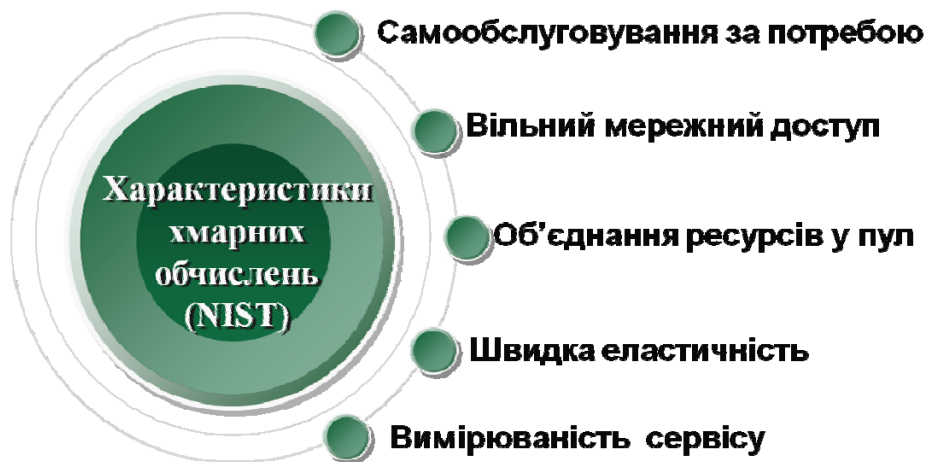 Самообслуговування за потребою
Вільний мережний доступ
Характеристики
хмарних
обчислень
(NIST)
Об’єднання ресурсів у пул
Швидка еластичність
Вимірюваність сервісу